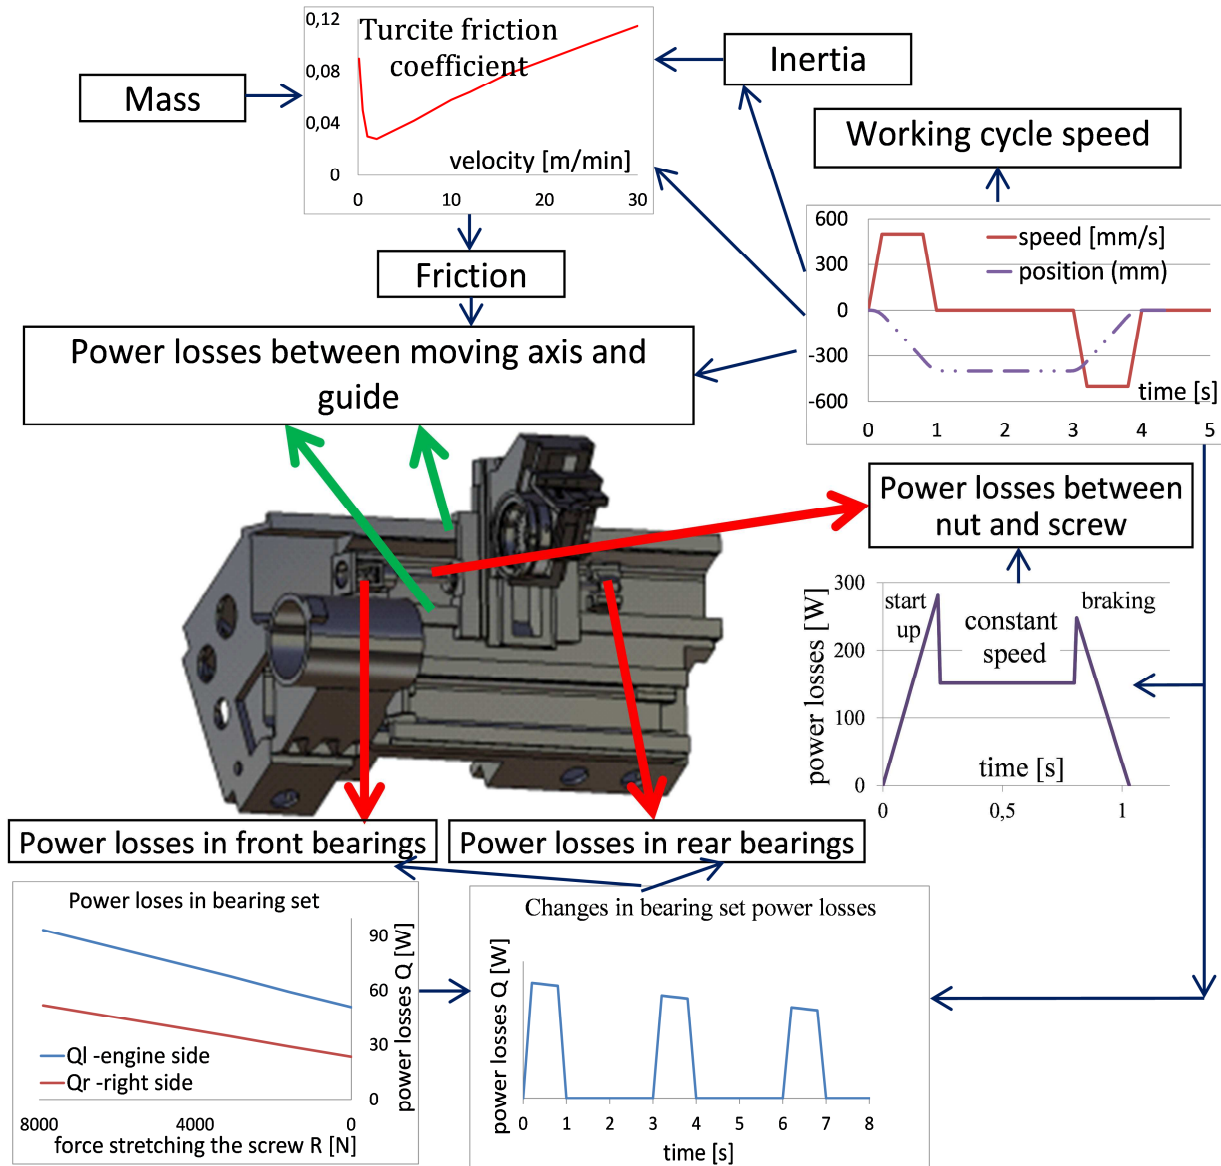 0,12
Turcite friction
coefficient
0,08
0,04
0
velocity [m/min]
0 10 20 30
Mass
Inertia
Working cycle speed
600
300
0
-300
-600
speed [mm/s]
position (mm)
time [s]
0 1 2 3 4 5
Friction
Power losses between moving axis and
guide
Power losses between
nut and screw
power losses [W]
300
200
100
0
start
up
constant
speed
braking
time [s]
0 0,5 1
Power losses in front bearings
Power losses in rear bearings
Power loses in bearing set
90
60
30
0
power losses Q [W]
Ql -engine side
Qr -right side
8000 4000 0
force stretching the screw R [N]
Changes in bearing set power losses
power losses Q [W]
0 1 2 3 4 5 6 7 8
time [s]